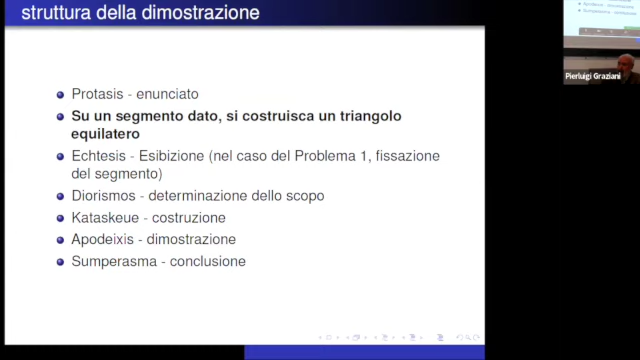 struttura della dimostrazione
Protasis - enunciato
Su un segmento dato, si costruisca un triangolo
equilatero
Echtesis - Esibizione (nel caso del Problema 1, fissazione
del segmento)
Diorismos - determinazione dello scopo
Kataskeue - costruzione
Apodeixis - dimostrazione
Sumperasma - conclusione
Pierluigi Graziani